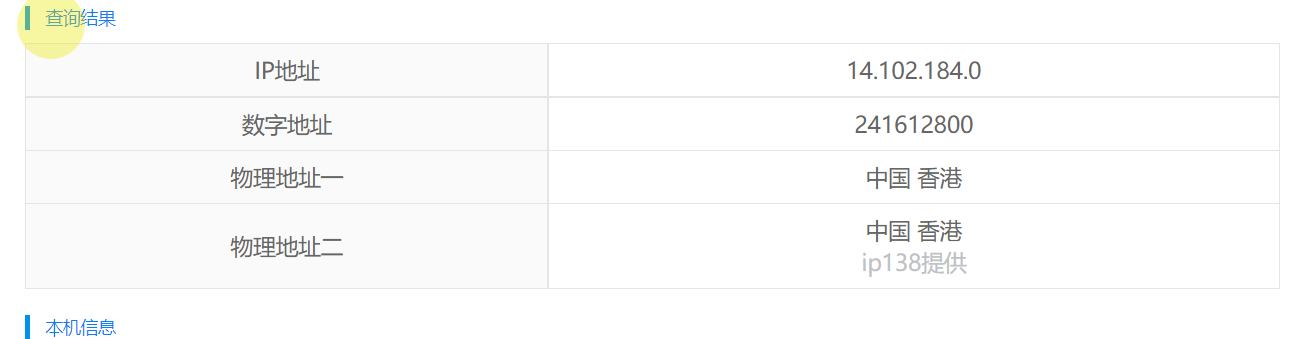 查询结果
IP地址 14.102.184.0
数字地址 241612800
物理地址一 中国 香港
物理地址二 中国 香港
ip138提供
本机信息